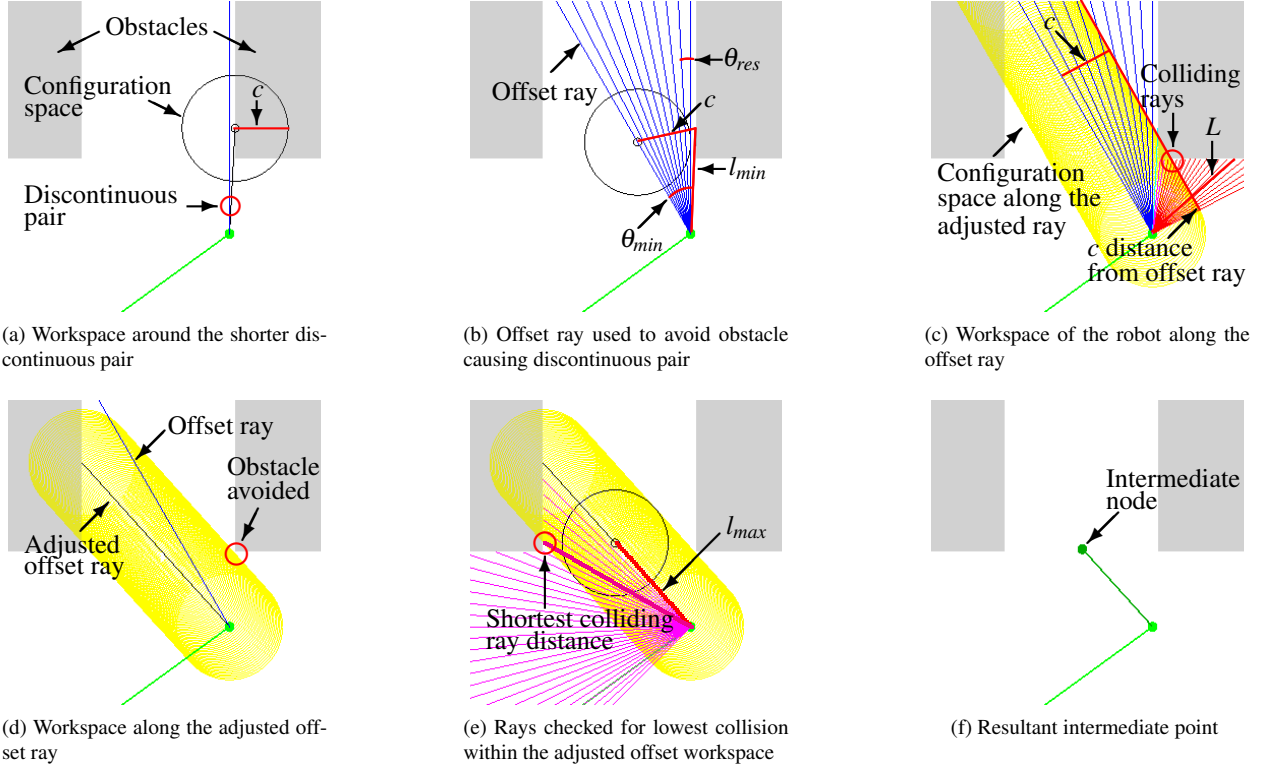 Obstacles
Configuration
space
c
Discontinuous
pair
(a) Workspace around the shorter dis-
continuous pair
θres
Offset ray
c
lmin
θmin
(b) Offset ray used to avoid obstacle
causing discontinuous pair
c
Colliding
rays
L
Configuration
space along the
adjusted ray
c distance
from offset ray
(c) Workspace of the robot along the
offset ray
Offset ray
Obstacle
avoided
Adjusted
offset ray
(d) Workspace along the adjusted off-
set ray
lmax
Shortest colliding
ray distance
(e) Rays checked for lowest collision
within the adjusted offset workspace
Intermediate
node
(f) Resultant intermediate point